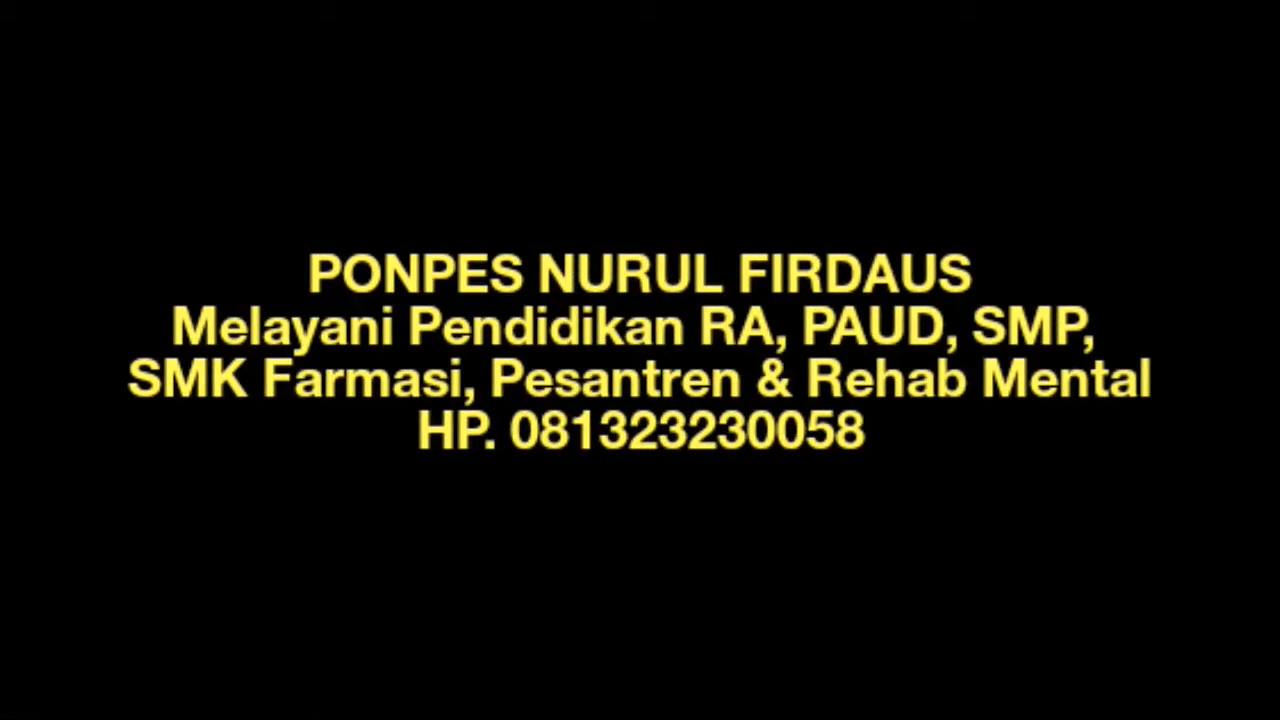 PONPES NURUL FIRDAUS
Melayani Pendidikan RA, PAUD, SMP,
SMK Farmasi, Pesantren & Rehab Mental
HP. 081323230058